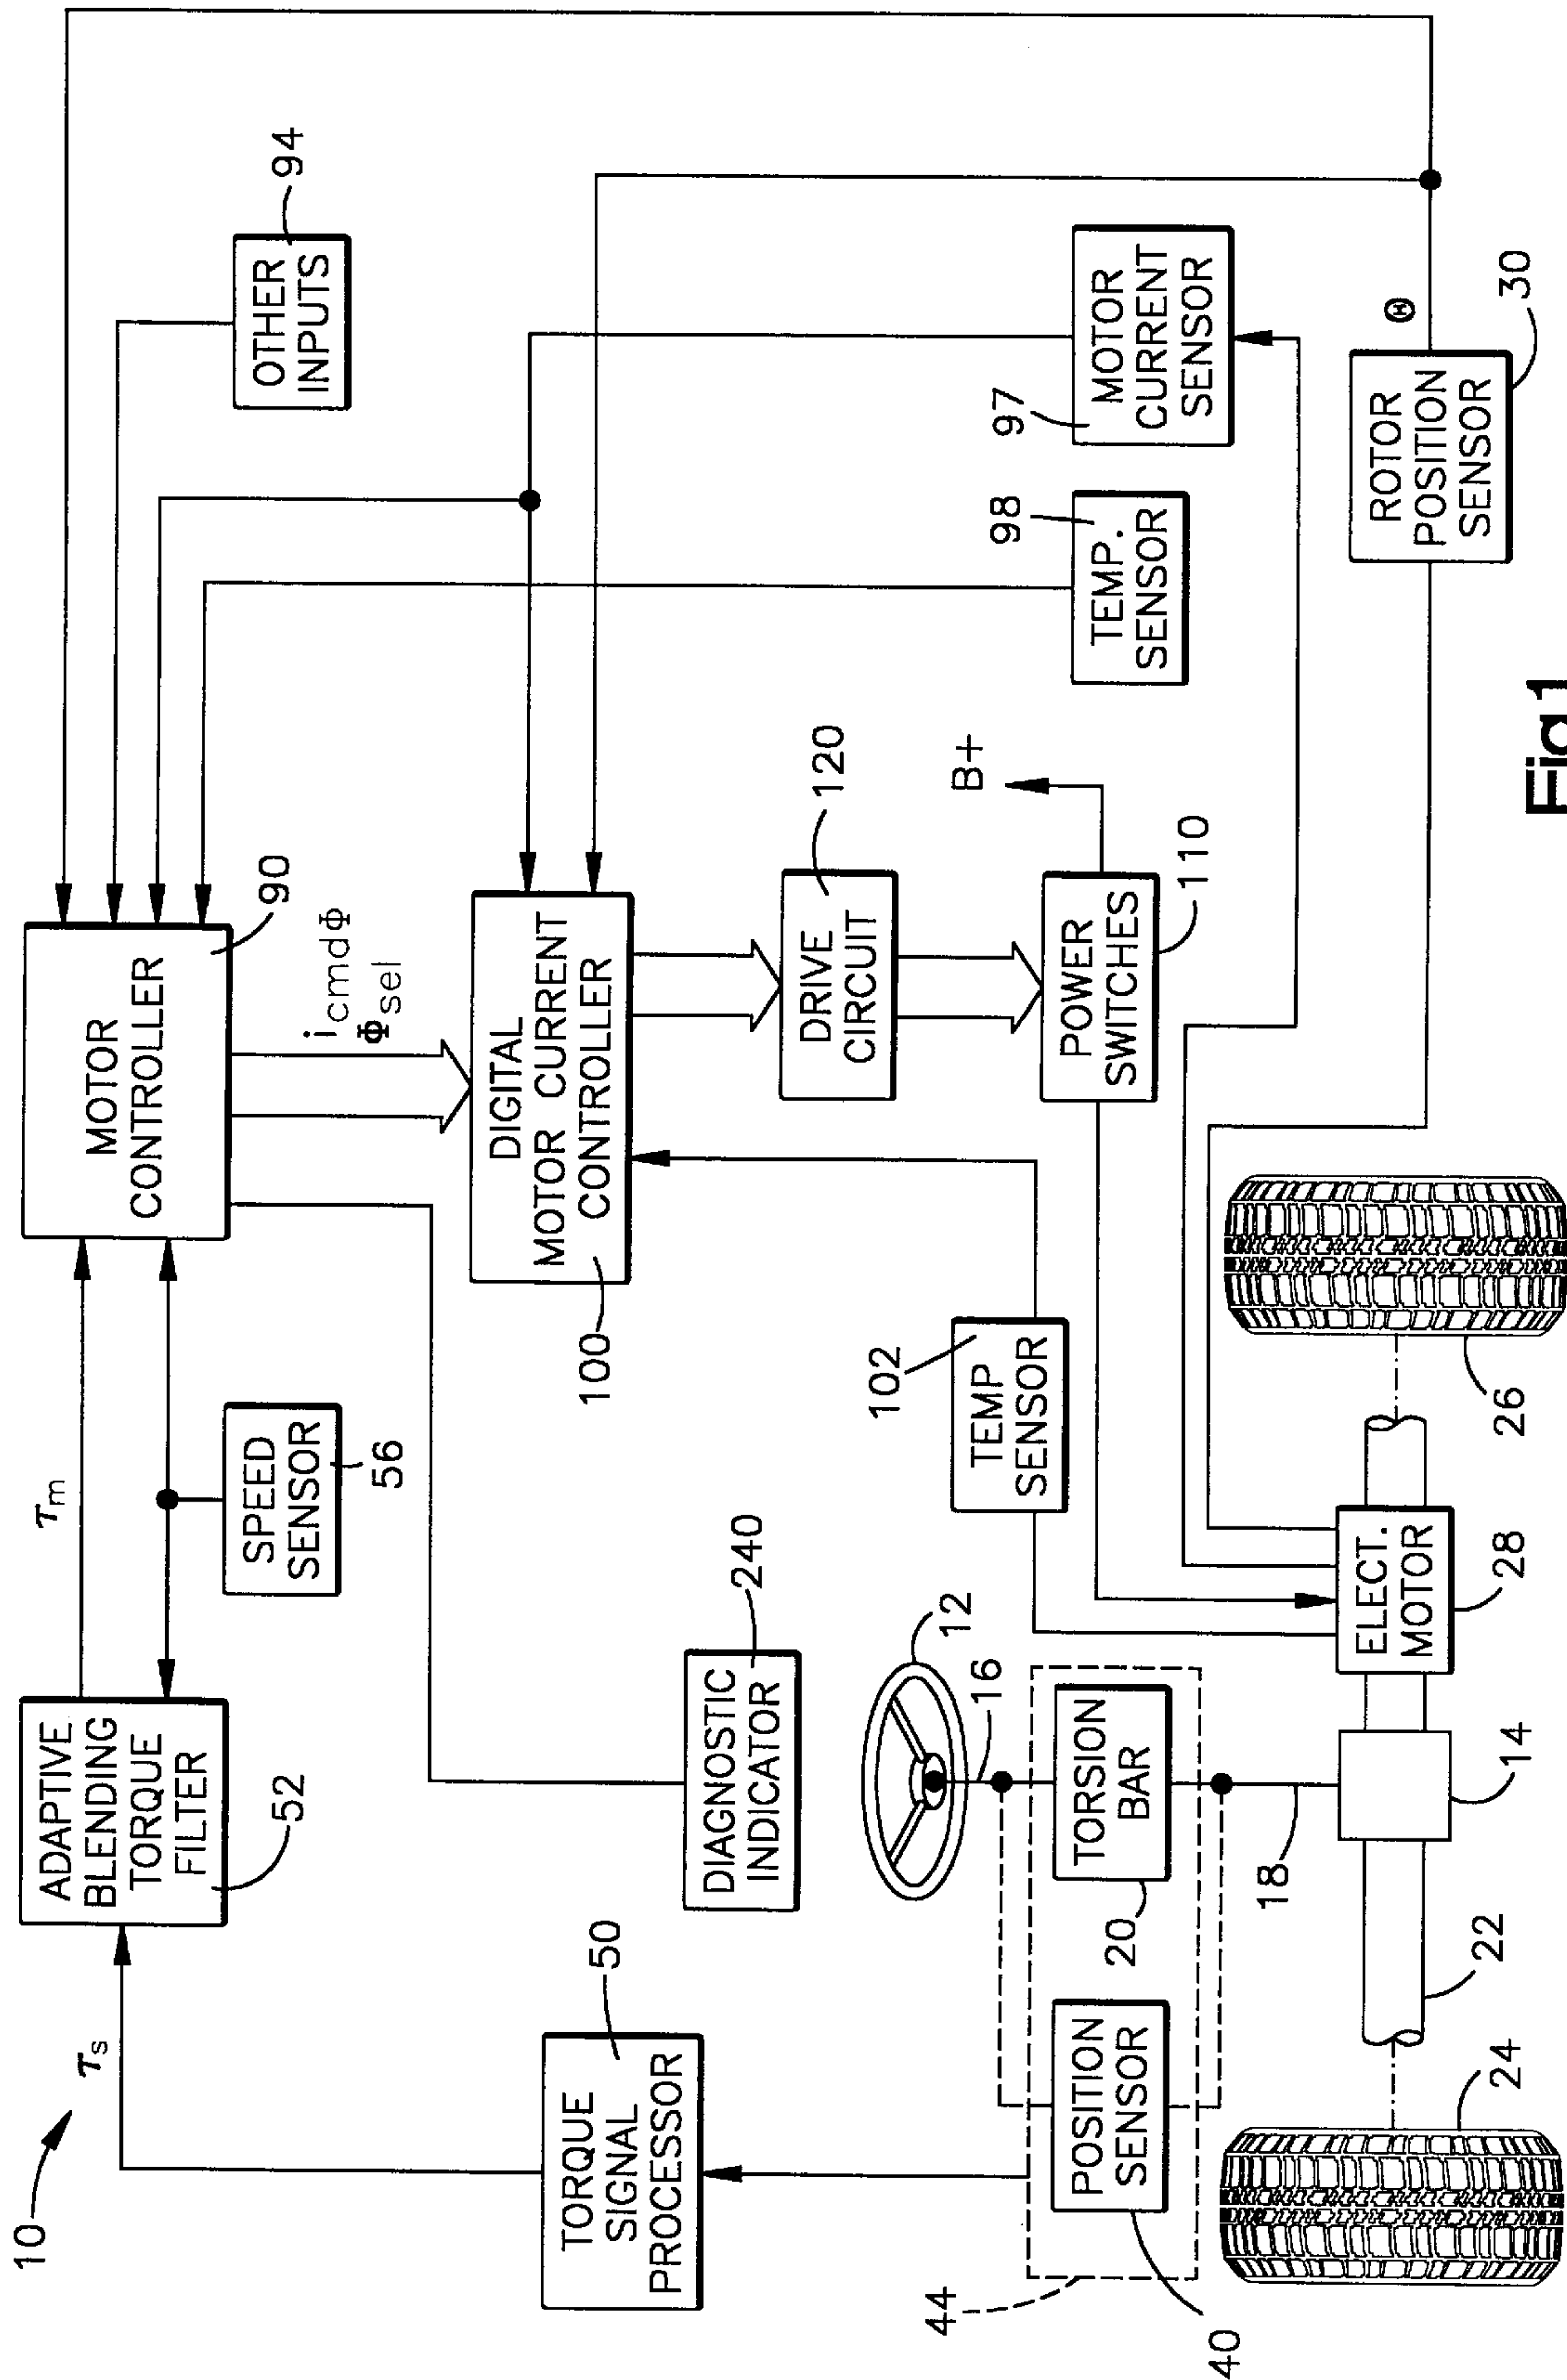 10
τs
ADAPTIVE
BLENDING
TORQUE
FILTER
52
τm
SPEED
SENSOR
56
MOTOR
CONTROLLER
90
OTHER
INPUTS
94
icmdΦ
Φsel
TORQUE
SIGNAL
PROCESSOR
50
DIAGNOSTIC
INDICATOR
240
DIGITAL
MOTOR CURRENT
CONTROLLER
100
DRIVE
CIRCUIT
120
POWER
SWITCHES
110
B+
TEMP.
SENSOR
98
MOTOR
CURRENT
SENSOR
97
TEMP
SENSOR
102
12
16
TORSION
BAR
20
18
POSITION
SENSOR
40
44
ROTOR
POSITION
SENSOR
30
Θ
ELECT.
MOTOR
28
14
22
24
26
Fig.1